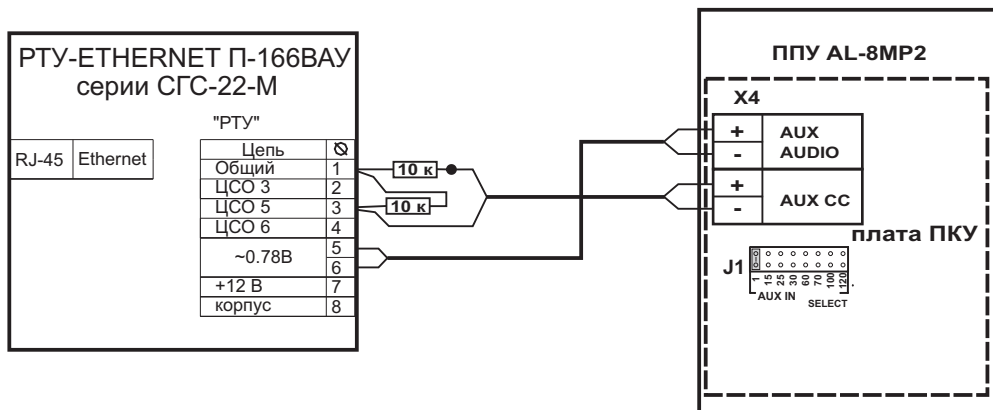 РТУ-ETHERNET П-166ВАУ
серии СГС-22-М
"РТУ"
RJ-45 Ethernet
Цепь
Общий 1
ЦСО 3 2
ЦСО 5 3
ЦСО 6 4
~0.78В 5
6
+12 В 7
корпус 8
10 к
10 к
ППУ AL-8MP2
X4
+ AUX
- AUDIO
+ AUX CC
-
плата ПКУ
J1
1 15 25 30 60 70 100 120
AUX IN SELECT